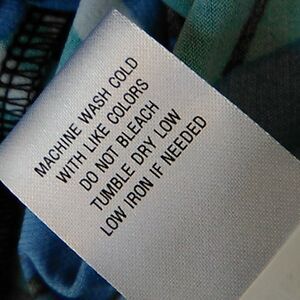 MACHINE WASH COLD
WITH LIKE COLORS
DO NOT BLEACH
TUMBLE DRY LOW
LOW IRON IF NEEDED